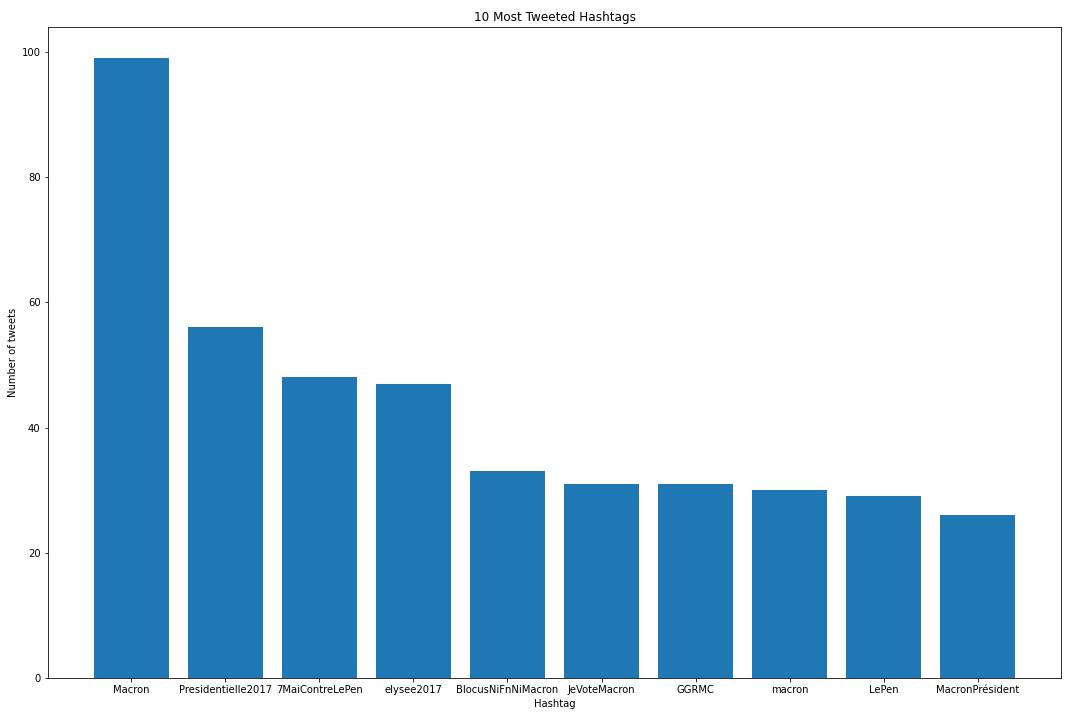 10 Most Tweeted Hashtags
Number of tweets
100
80
60
40
20
0
Macron Presidentielle2017 7MaiContreLePen elysee2017 BlocusNiFnNiMacron JeVoteMacron GGRMC macron LePen MacronPrésident
Hashtag